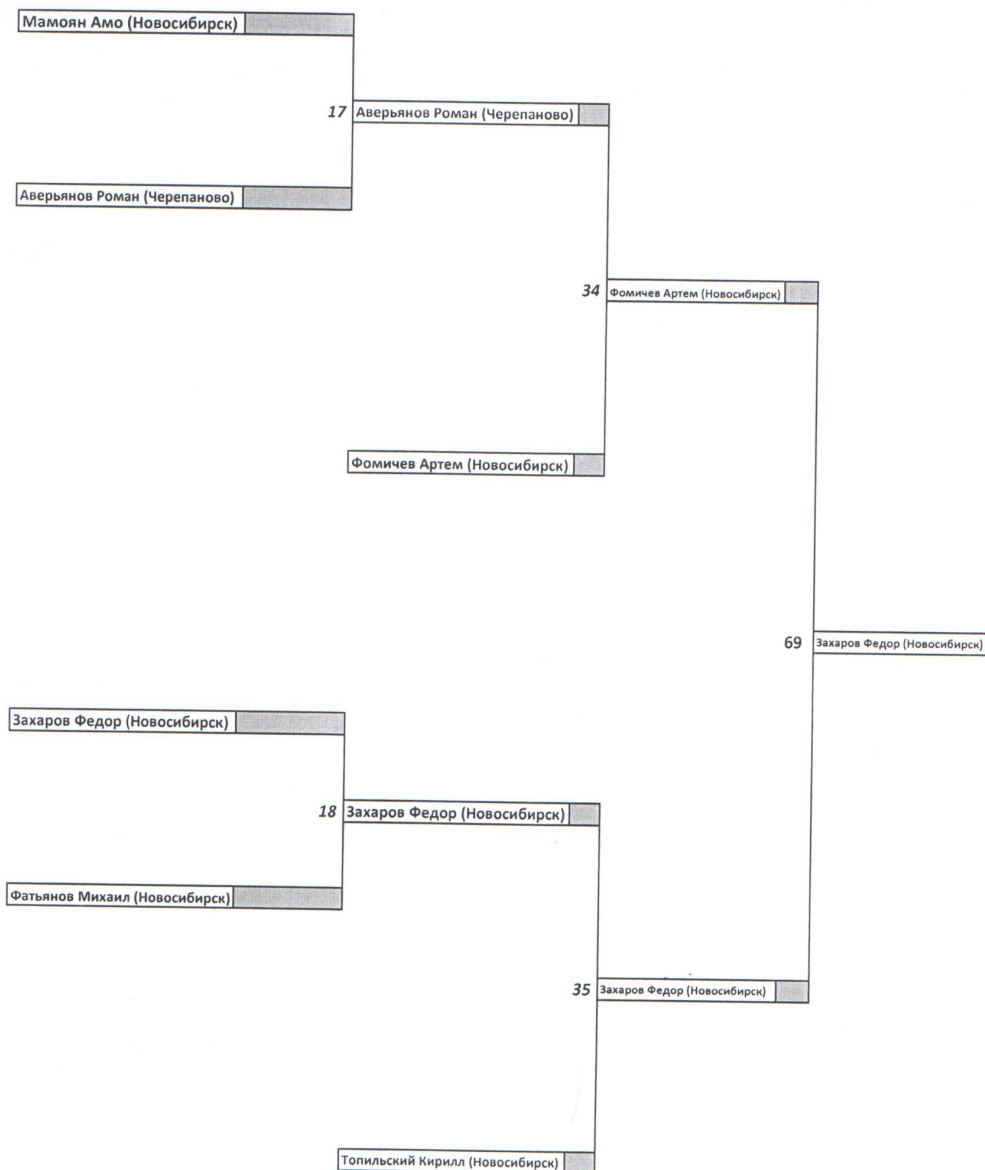 Мамоян Амо (Новосибирск)
17 Аверьянов Роман (Черепаново)
Аверьянов Роман (Черепаново)
34 Фомичев Артем (Новосибирск)
Фомичев Артем (Новосибирск)
69 Захаров Федор (Новосибирск)
Захаров Федор (Новосибирск)
18 Захаров Федор (Новосибирск)
Фатьянов Михаил (Новосибирск)
35 Захаров Федор (Новосибирск)
Топильский Кирилл (Новосибирск)